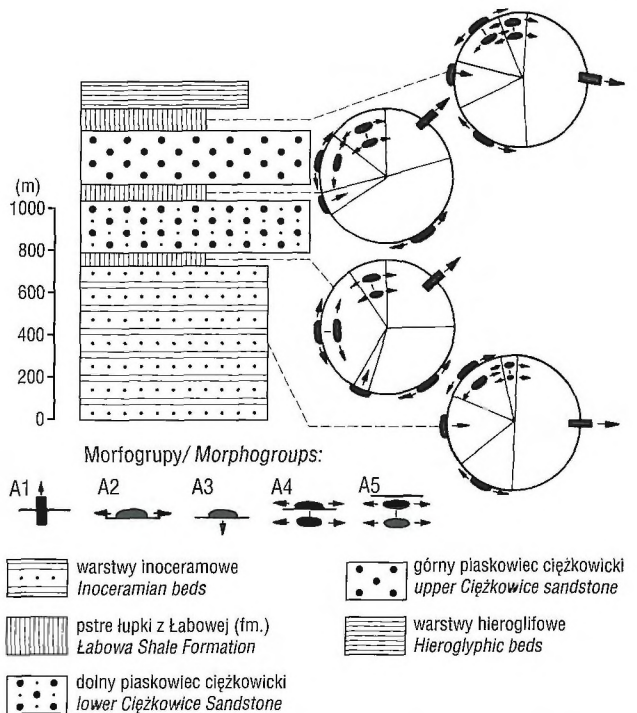 (m)
1000
800
600
400
200
0
Morfogrupy/ Morphogroups:
A1 A2 A3 A4 A5
warstwy inoceramowe
Inoceramian beds
pstre łupki z Łabowej (fm.)
Łabowa Shale Formation
dolny piaskowiec ciężkowicki
lower Ciężkowice Sandstone
górny piaskowiec ciężkowicki
upper Ciężkowice sandstone
warstwy hieroglifowe
Hieroglyphic beds